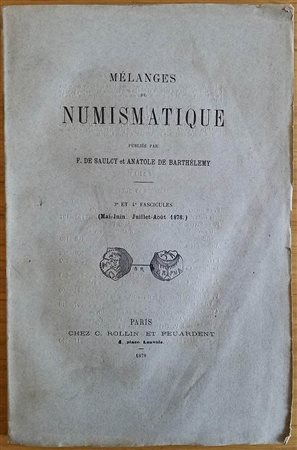 MÉLANGES
DE
NUMISMATIQUE
PUBLIÉS PAR
F. DE SAULCY et ANATOLE DE BARTHÉLEMY
3e ET 4e FASCICULES
(Mai-Juin Juillet-Août 1878.)
PARIS
CHEZ C. ROLLIN ET FEUARDENT
4, place Louvois.
1878